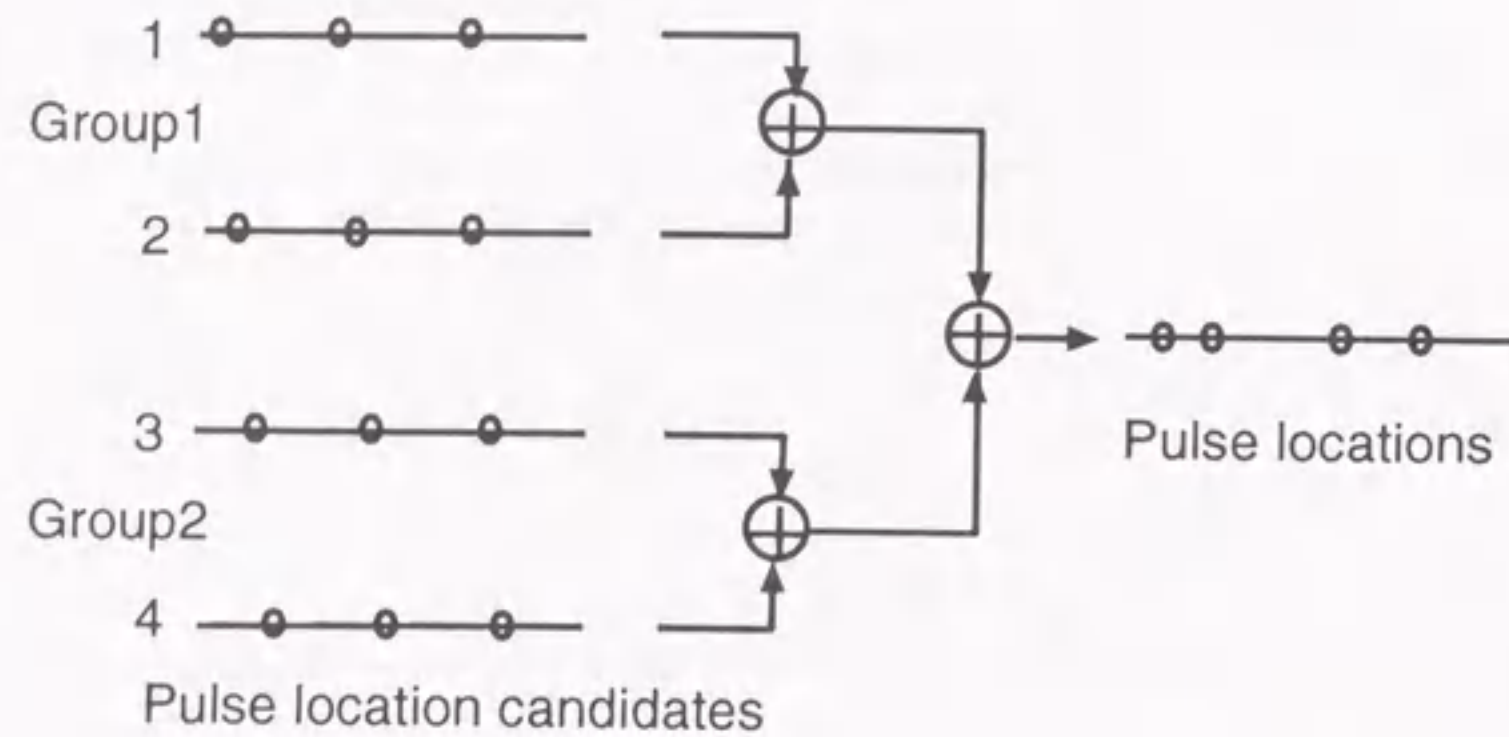 1
Group1
2
3
Pulse locations
Group2
4
Pulse location candidates